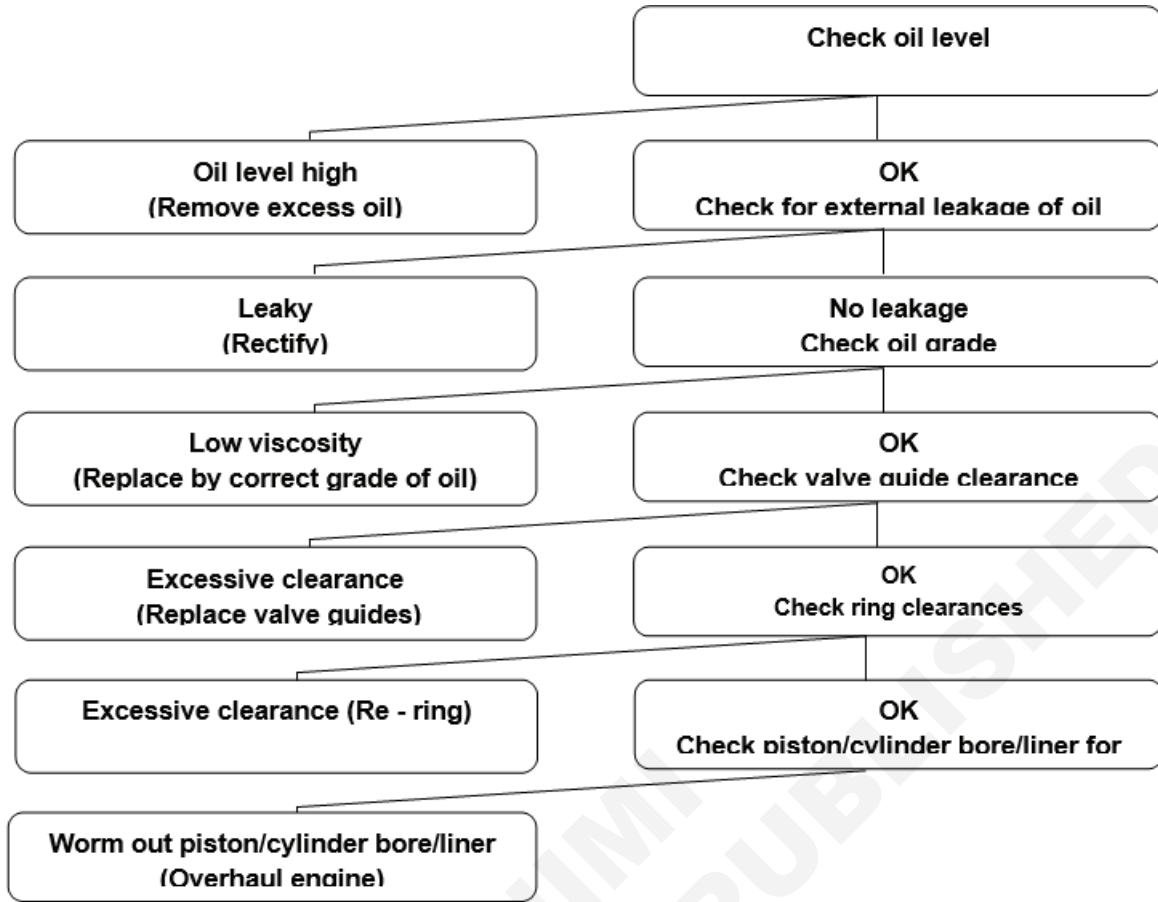 Check oil level
Oil level high
(Remove excess oil)
OK
Check for external leakage of oil
Leaky
(Rectify)
No leakage
Check oil grade
Low viscosity
(Replace by correct grade of oil)
OK
Check valve guide clearance
Excessive clearance
(Replace valve guides)
OK
Check ring clearances
Excessive clearance (Re - ring)
OK
Check piston/cylinder bore/liner for
Worm out piston/cylinder bore/liner
(Overhaul engine)
NIMI
PUBLISHED